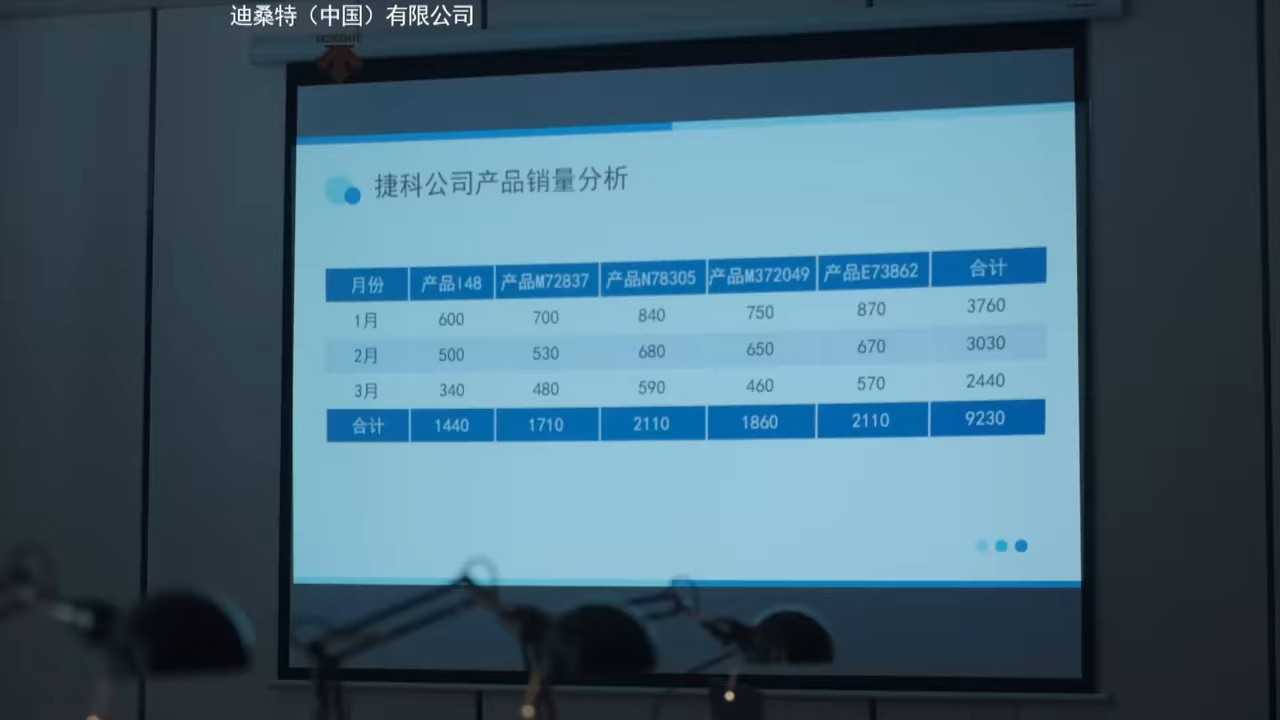 迪桑特（中国）有限公司
DESCENTE
捷科公司产品销量分析
月份 产品I48 产品M72837 产品N78305 产品M372049 产品E73862 合计
1月 600 700 840 750 870 3760
2月 500 530 680 650 670 3030
3月 340 480 590 460 570 2440
合计 1440 1710 2110 1860 2110 9230